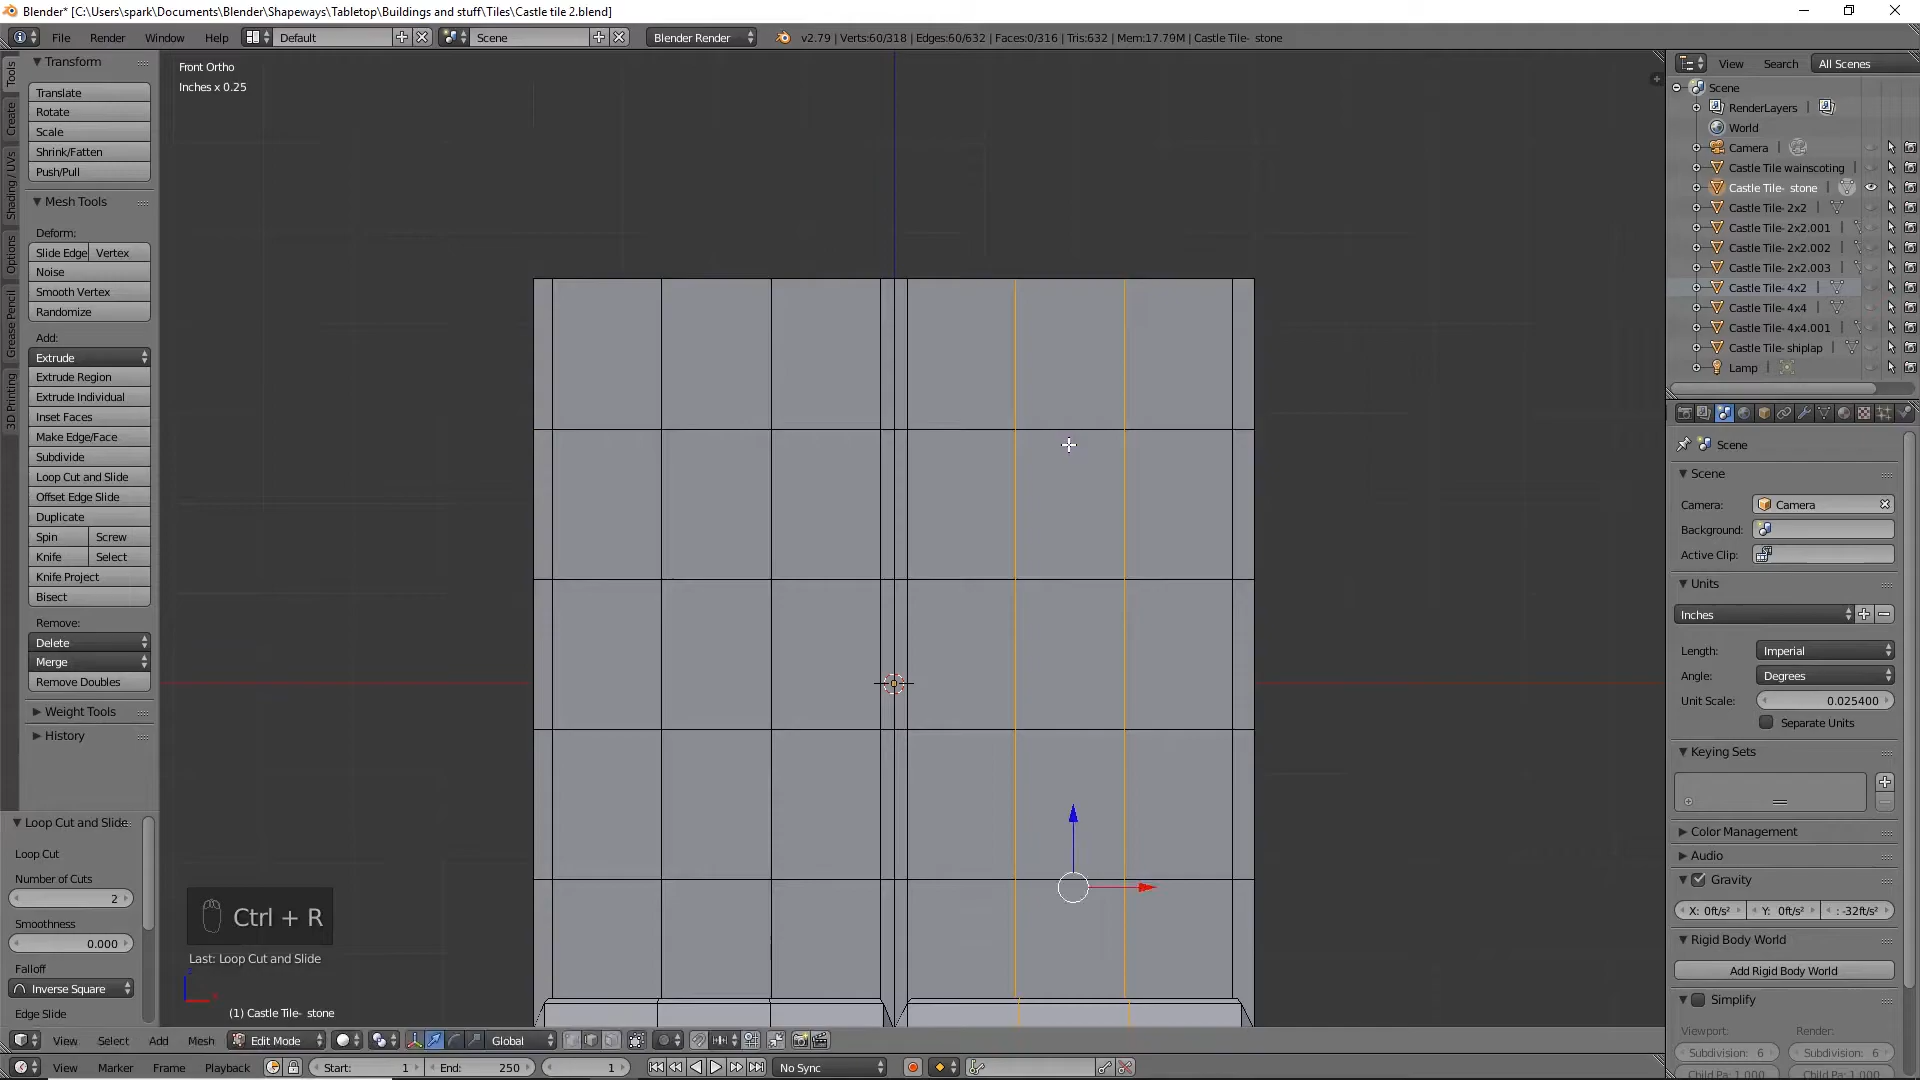 Blender* [C:\Users\spark\Documents\Blender\Shapeways\Tabletop\Buildings and stuff\Tiles\Castle tile 2.blend]
File Render Window Help Default Scene Blender Render v2.79 | Verts:60/318 | Edges:60/632 | Faces:0/316 | Tris:632 | Mem:17.79M | Castle Tile- stone
Tools
Create
Shading / UVs
Options
Grease Pencil
3D Printing
Transform
Translate
Rotate
Scale
Shrink/Fatten
Push/Pull
Mesh Tools
Deform:
Slide Edge Vertex
Noise
Smooth Vertex
Randomize
Add:
Extrude
Extrude Region
Extrude Individual
Inset Faces
Make Edge/Face
Subdivide
Loop Cut and Slide
Offset Edge Slide
Duplicate
Spin Screw
Knife Select
Knife Project
Bisect
Remove:
Delete
Merge
Remove Doubles
Weight Tools
History
Loop Cut and Slide
Loop Cut
Number of Cuts
2
Smoothness
0.000
Falloff
Inverse Square
Edge Slide
Front Ortho
Inches x 0.25
Ctrl + R
Last: Loop Cut and Slide
(1) Castle Tile- stone
View Select Add Mesh Edit Mode Global
View Marker Frame Playback Start: 1 End: 250 1 No Sync
View Search All Scenes
Scene
RenderLayers
World
Camera
Castle Tile wainscoting
Castle Tile- stone
Castle Tile- 2x2
Castle Tile- 2x2.001
Castle Tile- 2x2.002
Castle Tile- 2x2.003
Castle Tile- 4x2
Castle Tile- 4x4
Castle Tile- 4x4.001
Castle Tile- shiplap
Lamp
Scene
Scene
Camera: Camera
Background:
Active Clip:
Units
Inches
Length: Imperial
Angle: Degrees
Unit Scale: 0.025400
Separate Units
Keying Sets
Color Management
Audio
Gravity
X: 0ft/s² Y: 0ft/s² : -32ft/s²
Rigid Body World
Add Rigid Body World
Simplify
Viewport: Render:
Subdivision: 6 Subdivision: 6